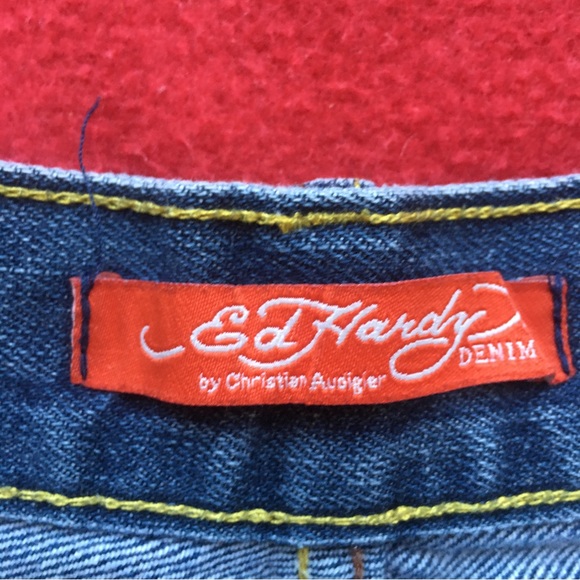 Ed Hardy
DENIM
by Christian Audigier